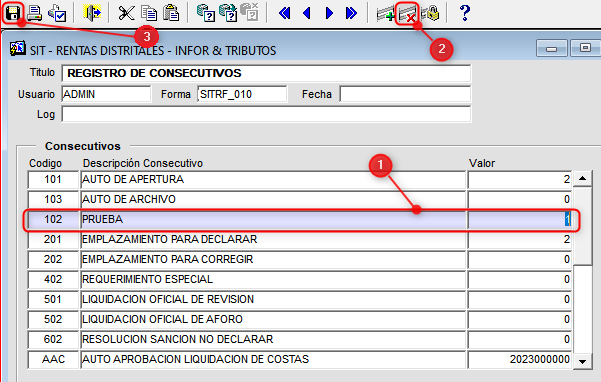 3
2
SIT - RENTAS DISTRITALES - INFOR & TRIBUTOS
Titulo REGISTRO DE CONSECUTIVOS
Usuario ADMIN Forma SITRF_010 Fecha
Log
Consecutivos
1
Codigo Descripción Consecutivo Valor
101 AUTO DE APERTURA 2
103 AUTO DE ARCHIVO 0
102 PRUEBA 1
201 EMPLAZAMIENTO PARA DECLARAR 2
202 EMPLAZAMIENTO PARA CORREGIR 0
402 REQUERIMIENTO ESPECIAL 0
501 LIQUIDACION OFICIAL DE REVISION 0
502 LIQUIDACION OFICIAL DE AFORO 0
602 RESOLUCION SANCION NO DECLARAR 0
AAC AUTO APROBACION LIQUIDACION DE COSTAS 2023000000